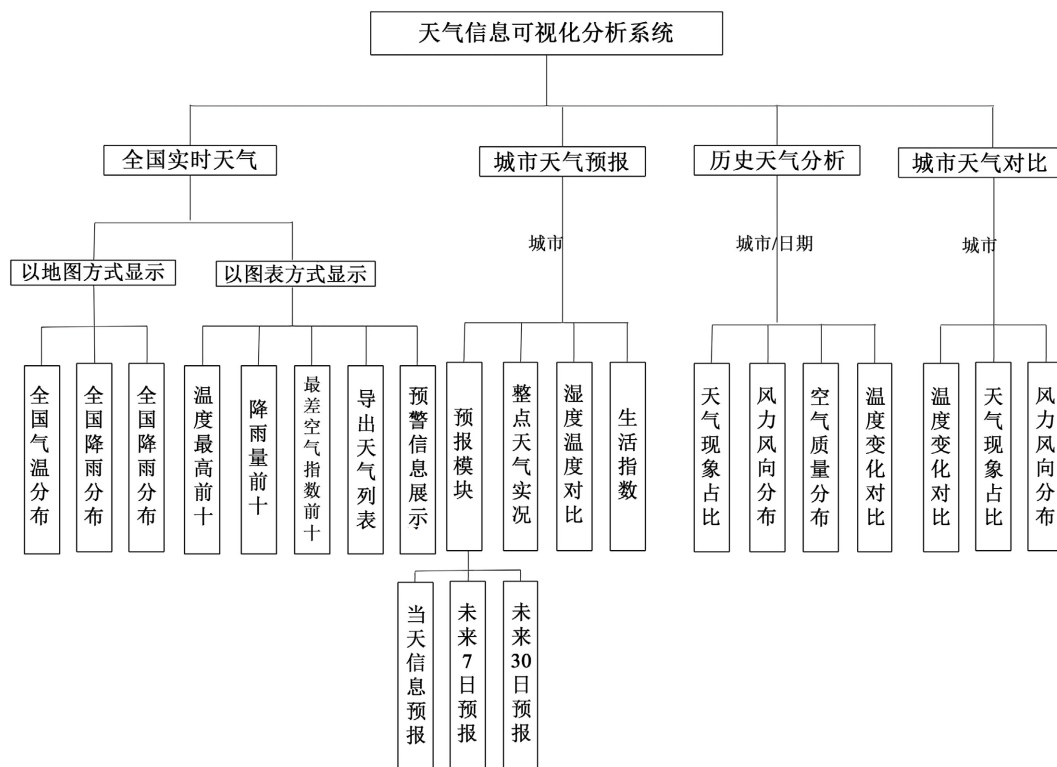 天气信息可视化分析系统
全国实时天气
城市天气预报
历史天气分析
城市天气对比
城市
城市/日期
城市
以地图方式显示
以图表方式显示
全国气温分布
全国降雨分布
全国降雨分布
温度最高前十
降雨量前十
最差空气指数前十
导出天气列表
预警信息展示
预报模块
整点天气实况
湿度温度对比
生活指数
天气现象占比
风力风向分布
空气质量分布
温度变化对比
温度变化对比
天气现象占比
风力风向分布
当天信息预报
未来7日预报
未来30日预报